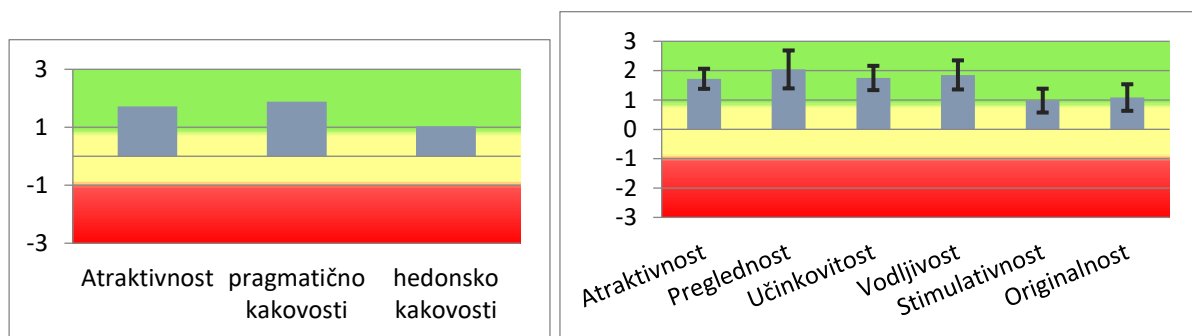 3
1
-1
-3
Atraktivnost
pragmatično
kakovosti
hedonsko
kakovosti
3
2
1
0
-1
-2
-3
Atraktivnost
Preglednost
Učinkovitost
Vodljivost
Stimulativnost
Originalnost